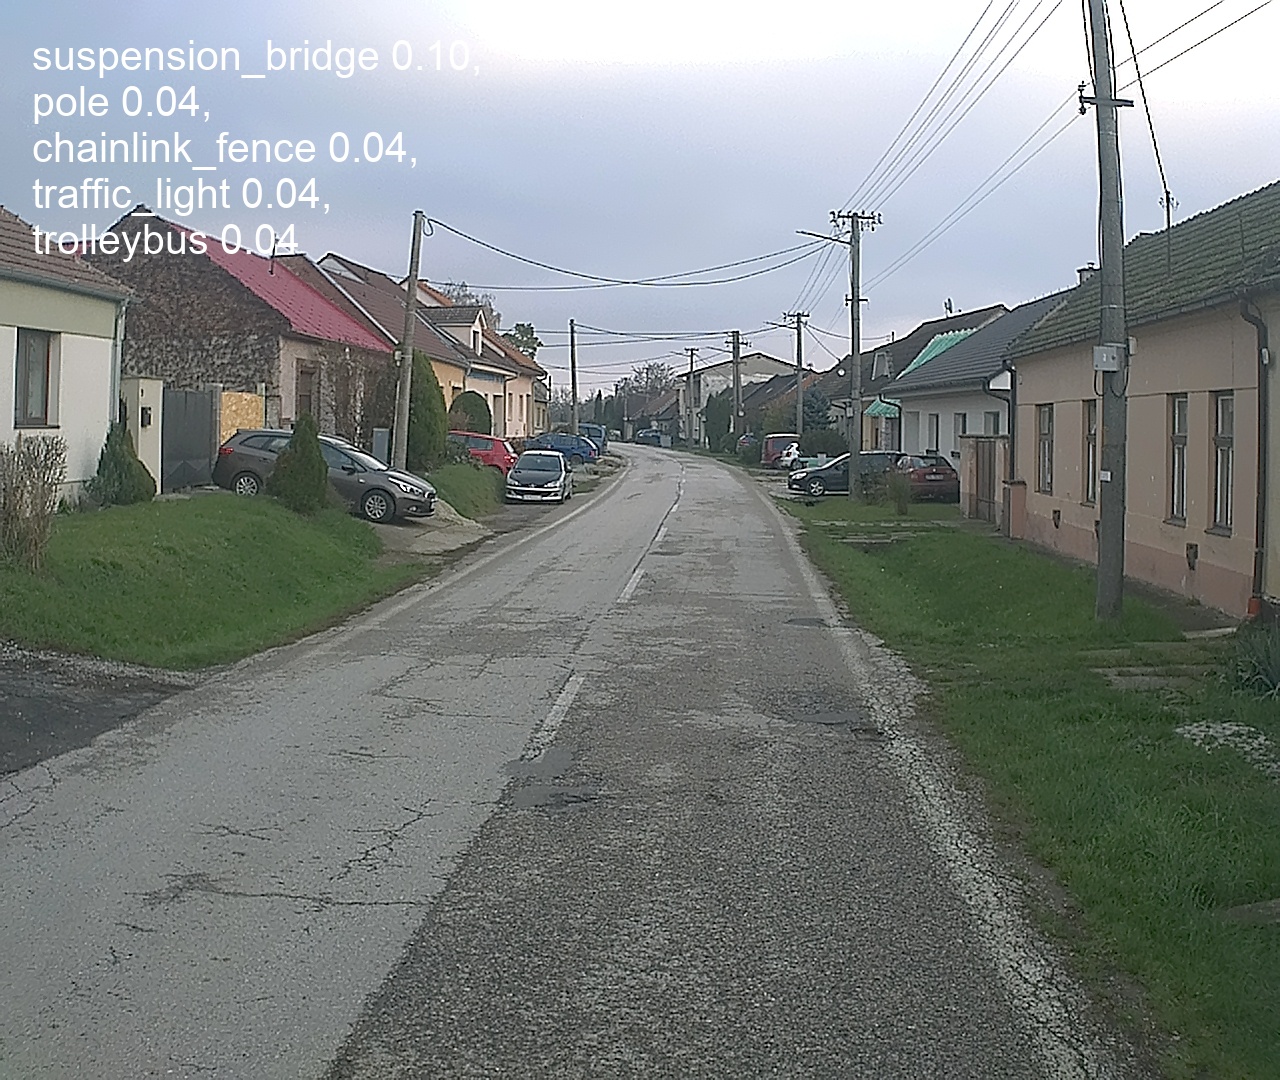 suspension_bridge 0.10,
pole 0.04,
chainlink_fence 0.04,
traffic_light 0.04,
trolleybus 0.04